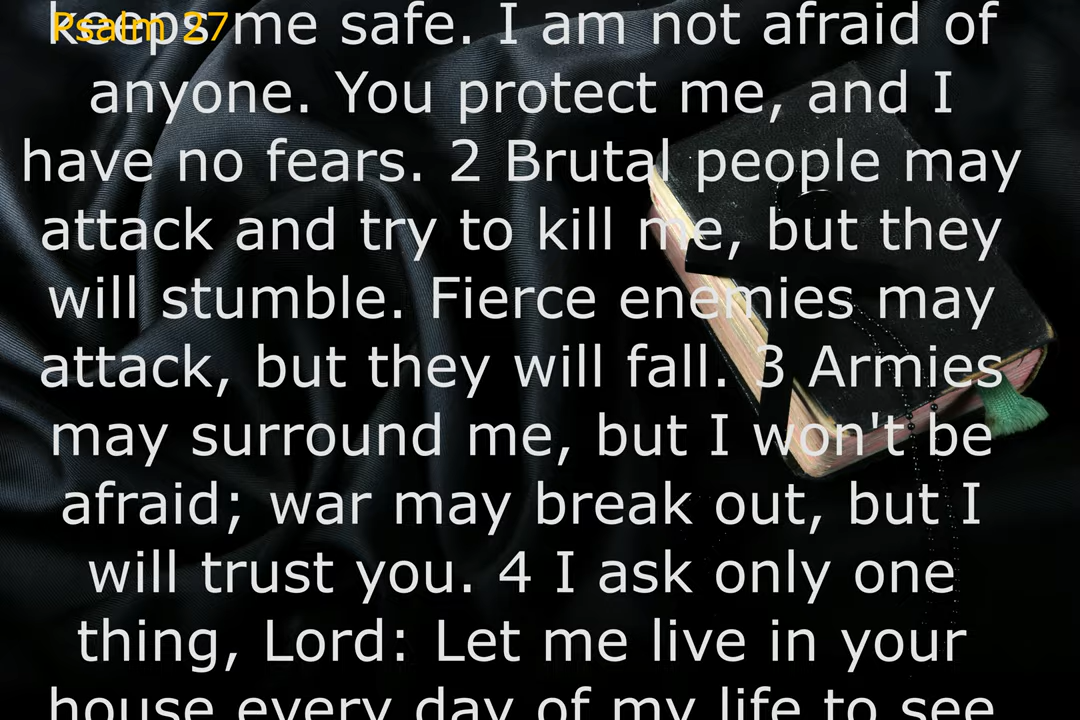 Psalm 27
keeps me safe. I am not afraid of
anyone. You protect me, and I
have no fears. 2 Brutal people may
attack and try to kill me, but they
will stumble. Fierce enemies may
attack, but they will fall. 3 Armies
may surround me, but I won't be
afraid; war may break out, but I
will trust you. 4 I ask only one
thing, Lord: Let me live in your
house every day of my life to see